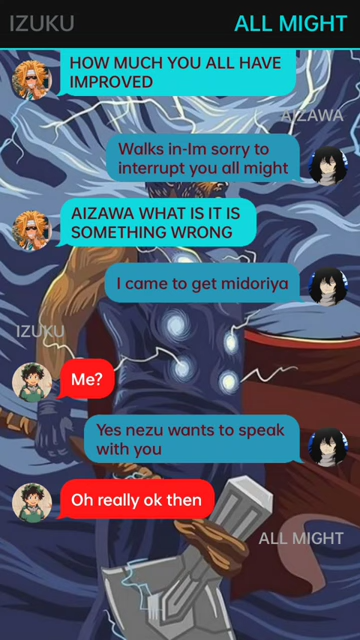 IZUKU
ALL MIGHT
HOW MUCH YOU ALL HAVE
IMPROVED
AIZAWA
Walks in-Im sorry to
interrupt you all might
AIZAWA WHAT IS IT IS
SOMETHING WRONG
I came to get midoriya
IZUKU
Me?
Yes nezu wants to speak
with you
Oh really ok then
ALL MIGHT